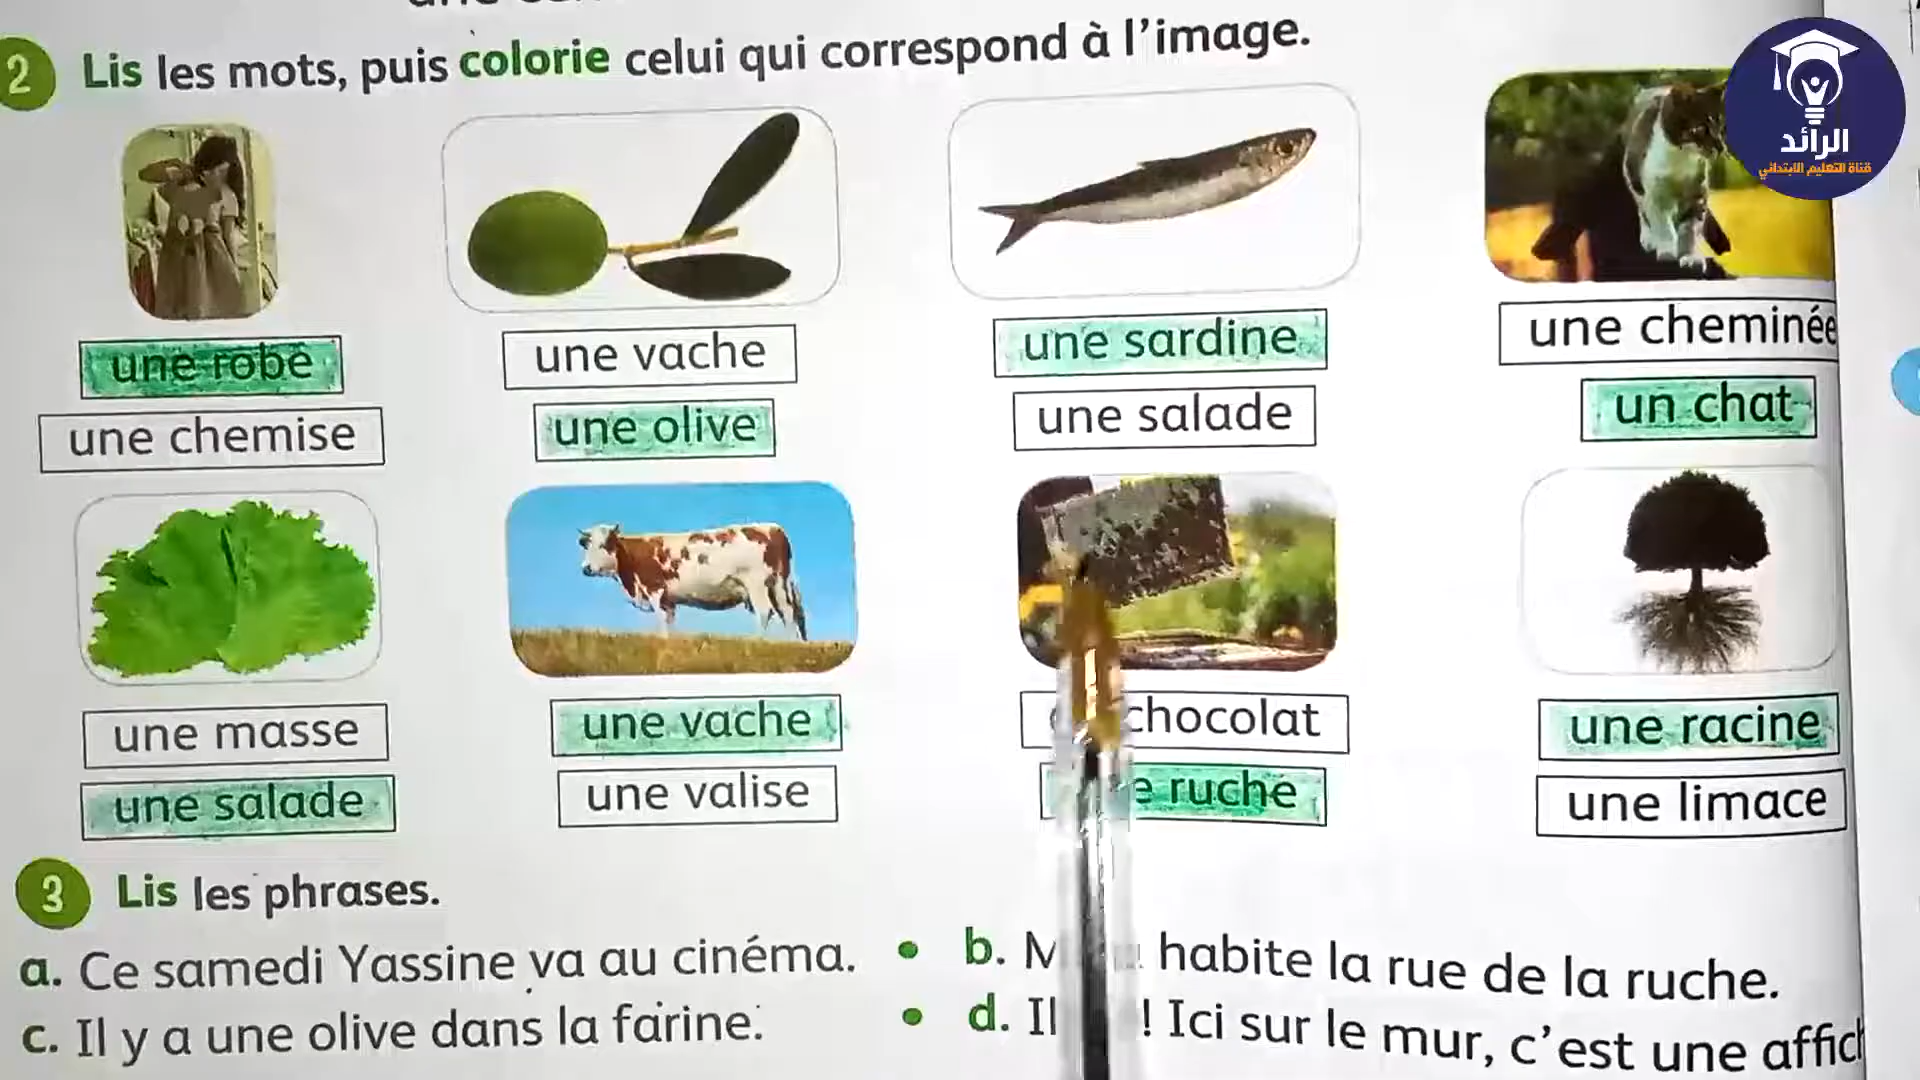 2 Lis les mots, puis colorie celui qui correspond à l'image.
الرائد
قناة التعليم الابتدائي
une robe
une vache
une sardine
une cheminée
une chemise
une olive
une salade
un chat
une masse
une vache
chocolat
une racine
une salade
une valise
ruche
une limace
3 Lis les phrases.
a. Ce samedi Yassine va au cinéma. • b. habite la rue de la ruche.
c. Il y a une olive dans la farine. • d. Il ! Ici sur le mur, c'est une affich